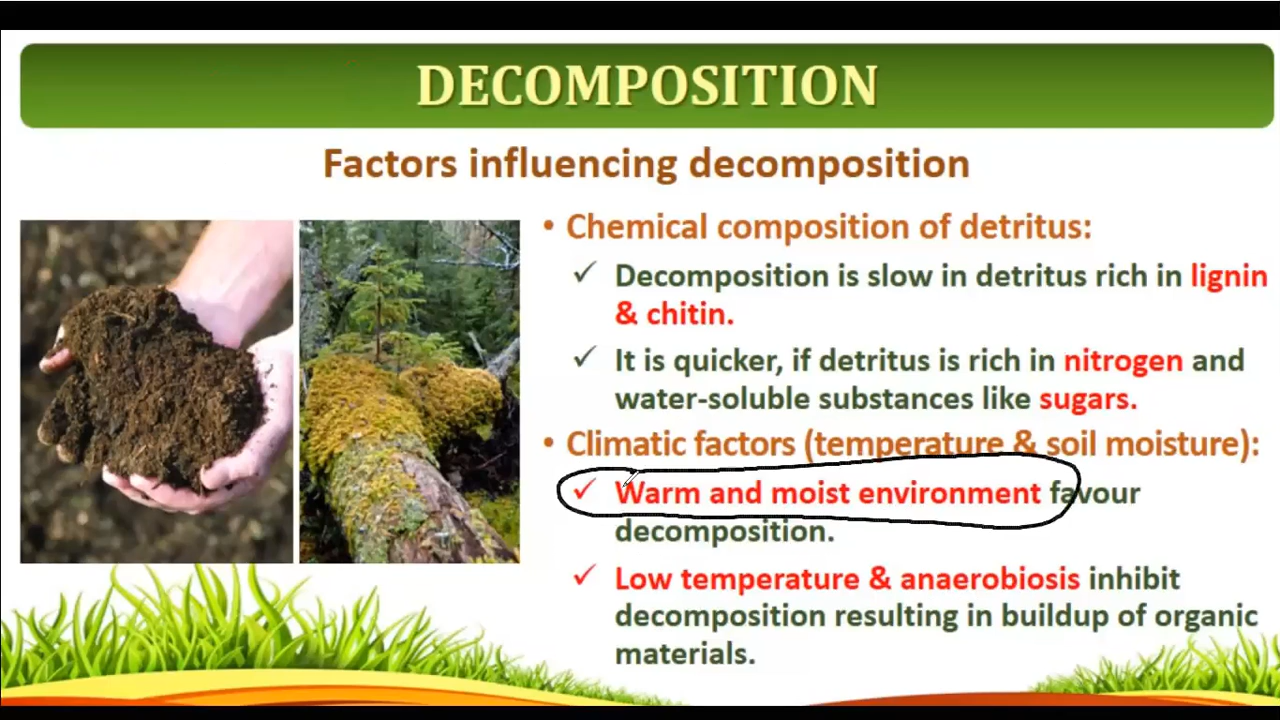 DECOMPOSITION
Factors influencing decomposition
• Chemical composition of detritus:
✓ Decomposition is slow in detritus rich in lignin
& chitin.
✓ It is quicker, if detritus is rich in nitrogen and
water-soluble substances like sugars.
• Climatic factors (temperature & soil moisture):
✓ Warm and moist environment favour
decomposition.
✓ Low temperature & anaerobiosis inhibit
decomposition resulting in buildup of organic
materials.